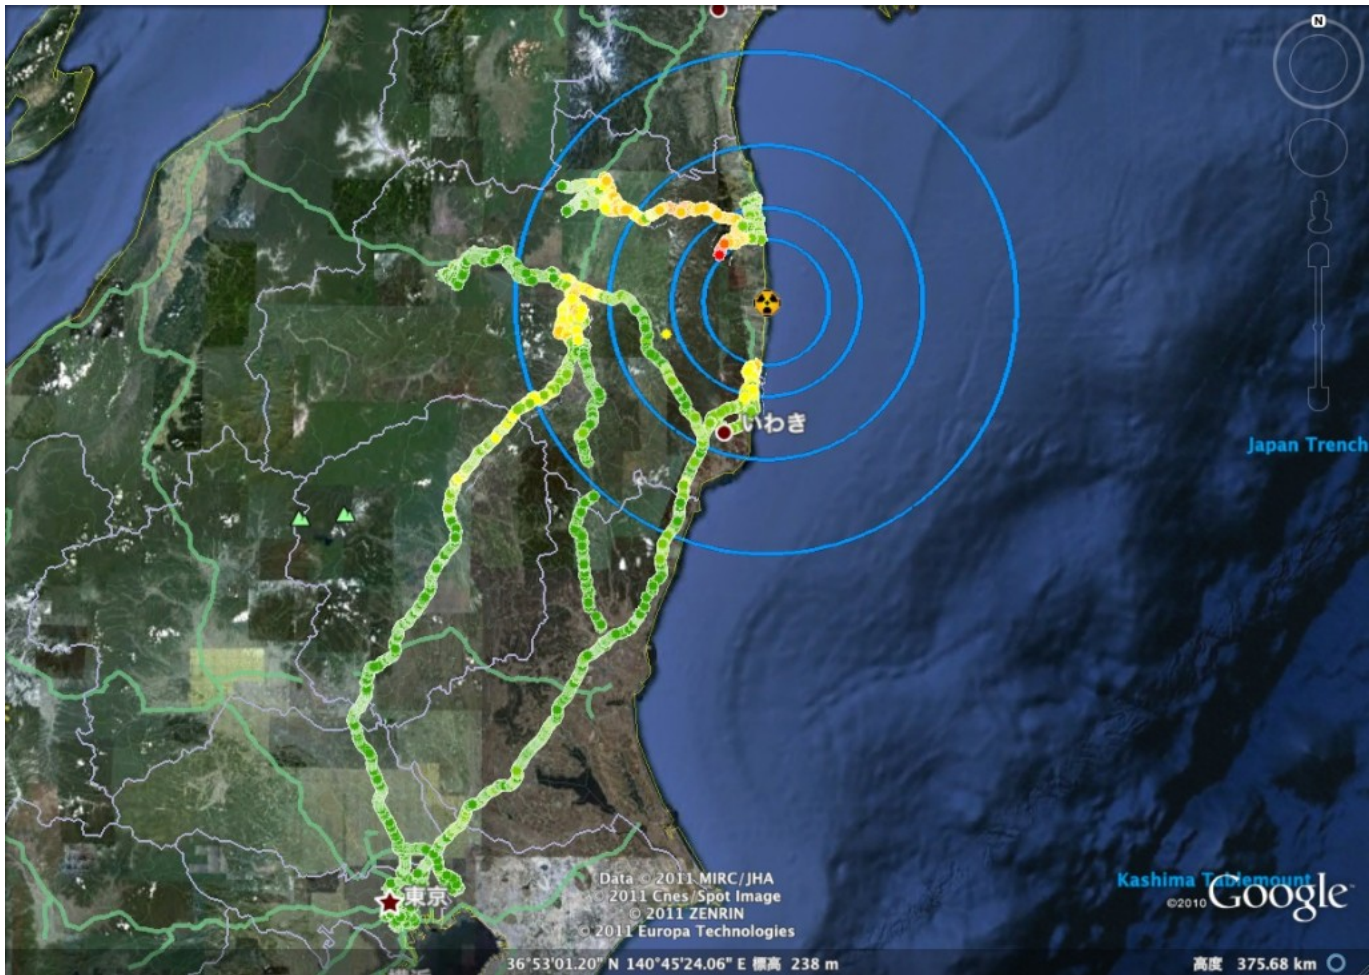 N
いわき
Japan Trench
東京
Data © 2011 MIRC/JHA
© 2011 Cnes/Spot Image
© 2011 ZENRIN
© 2011 Europa Technologies
Kashima Tablemount
©2010 Google
36°53'01.20" N 140°45'24.06" E 標高 238 m
高度 375.68 km